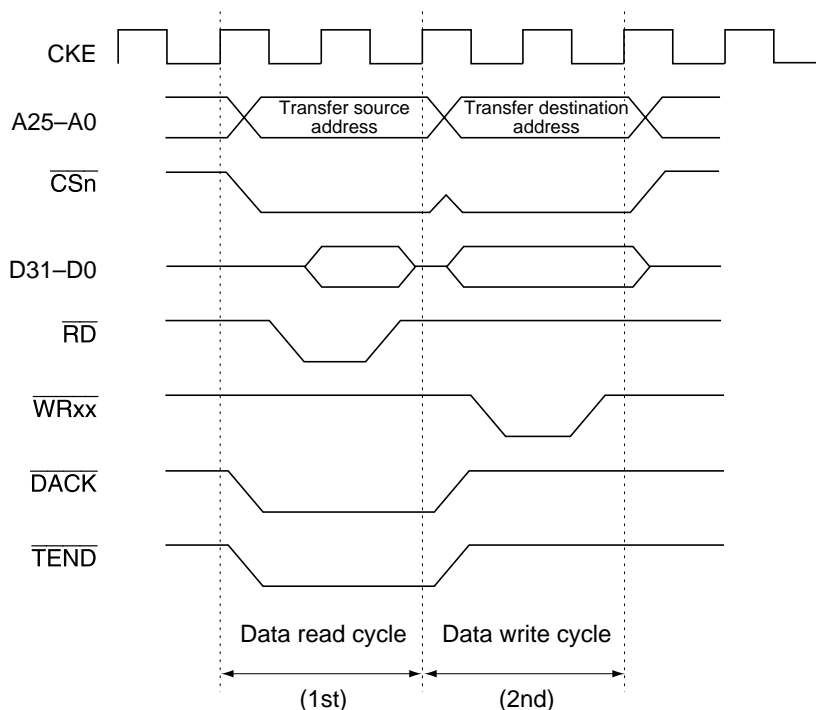 CKE
A25–A0
Transfer source
address
Transfer destination
address
CSn
D31–D0
RD
WRxx
DACK
TEND
Data read cycle
Data write cycle
(1st)
(2nd)